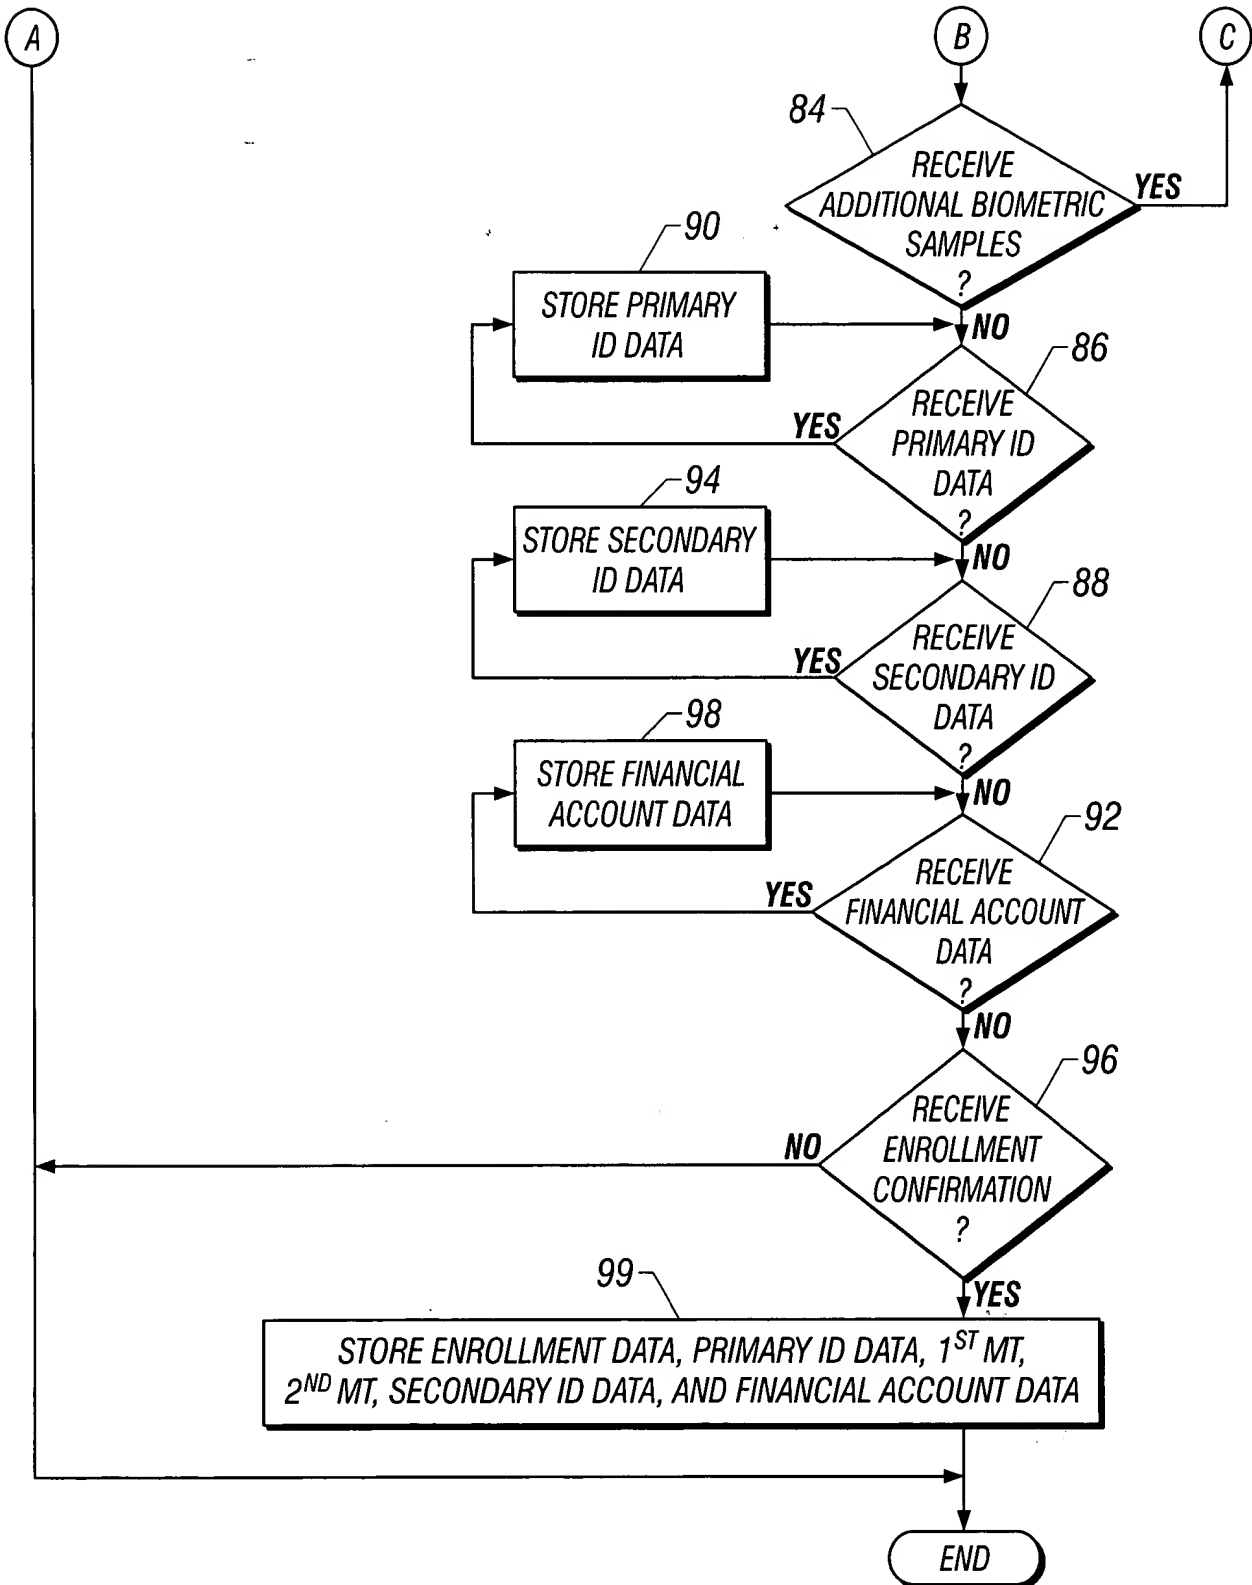 A
B
C
84
RECEIVE
ADDITIONAL BIOMETRIC
SAMPLES
?
YES
NO
90
STORE PRIMARY
ID DATA
86
RECEIVE
PRIMARY ID
DATA
?
YES
NO
94
STORE SECONDARY
ID DATA
88
RECEIVE
SECONDARY ID
DATA
?
YES
NO
98
STORE FINANCIAL
ACCOUNT DATA
92
RECEIVE
FINANCIAL ACCOUNT
DATA
?
YES
NO
96
RECEIVE
ENROLLMENT
CONFIRMATION
?
NO
YES
99
STORE ENROLLMENT DATA, PRIMARY ID DATA, 1ST MT,
2ND MT, SECONDARY ID DATA, AND FINANCIAL ACCOUNT DATA
END